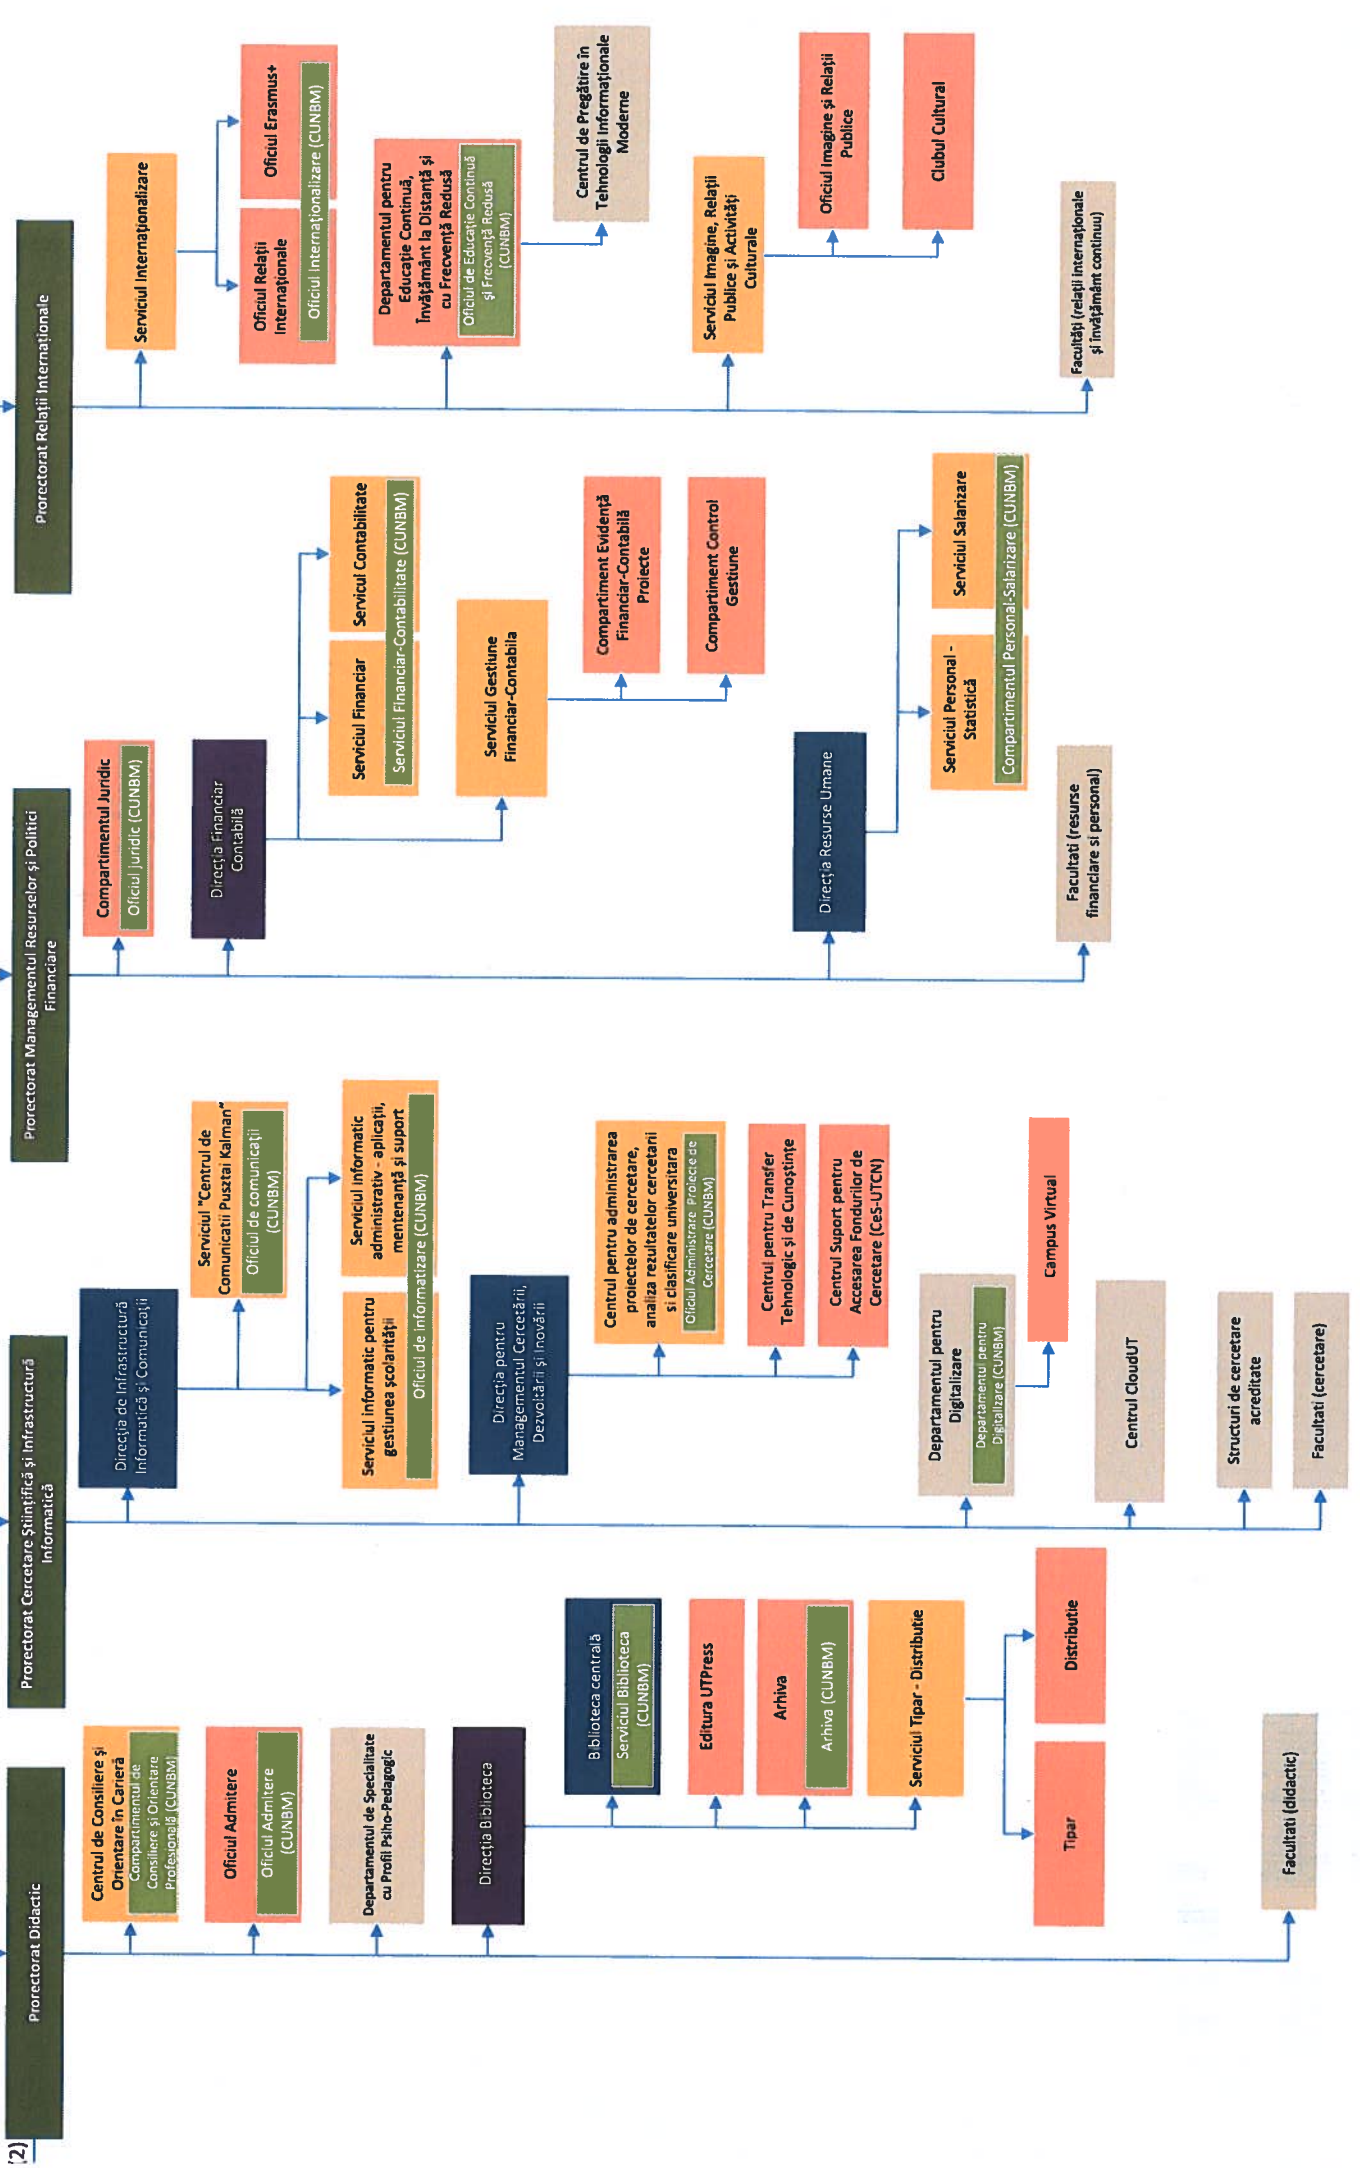 (2)
Prorectorat Didactic
Centrul de Consiliere și
Orientare în Carieră
Compartimentul de
Consiliere și Orientare
Profesională (CUNBM)
Oficiul Admitere
Oficiul Admitere
(CUNBM)
Departamentul de Specialitate
cu Profil Psiho-Pedagogic
Direcția Biblioteca
Biblioteca centrală
Serviciul Biblioteca
(CUNBM)
Editura UTPress
Arhiva
Arhiva (CUNBM)
Serviciul Tipar - Distributie
Tipar
Distributie
Facultati (didactic)
Prorectorat Cercetare Științifică și Infrastructură
Informatică
Direcția de Infrastructură
Informatică și Comunicații
Serviciul "Centrul de
Comunicatii Pusztai Kalman"
Oficiul de comunicații
(CUNBM)
Serviciul informatic pentru
gestiunea școlarității
Serviciul informatic
administrativ - aplicații,
mentenanță și suport
Oficiul de informatizare (CUNBM)
Direcția pentru
Managementul Cercetării,
Dezvoltării și Inovării
Centrul pentru administrarea
proiectelor de cercetare,
analiza rezultatelor cercetarii
si clasificare universitara
Oficiul Administrare Proiecte de
Cercetare (CUNBM)
Centrul pentru Transfer
Tehnologic și de Cunoștințe
Centrul Suport pentru
Accesarea Fondurilor de
Cercetare (CeS-UTCN)
Departamentul pentru
Digitalizare
Departamentul pentru
Digitalizare (CUNBM)
Campus Virtual
Centrul CloudUT
Structuri de cercetare
acreditate
Facultati (cercetare)
Prorectorat Managementul Resurselor și Politici
Financiare
Compartimentul Juridic
Oficiul Juridic (CUNBM)
Direcția Financiar
Contabilă
Serviciul Financiar
Servicul Contabilitate
Serviciul Financiar-Contabilitate (CUNBM)
Serviciul Gestiune
Financiar-Contabila
Compartiment Evidență
Financiar-Contabilă
Proiecte
Compartiment Control
Gestiune
Direcția Resurse Umane
Serviciul Personal -
Statistică
Serviciul Salarizare
Compartimentul Personal-Salarizare (CUNBM)
Facultati (resurse
financiare si personal)
Prorectorat Relații Internaționale
Serviciul Internaționalizare
Oficiul Relații
Internaționale
Oficiul Erasmus+
Oficiul Internaționalizare (CUNBM)
Departamentul pentru
Educație Continuă,
Învățământ la Distanță și
cu Frecvență Redusă
Oficiul de Educație Continuă
și Frecvență Redusă
(CUNBM)
Centrul de Pregătire în
Tehnologii Informaționale
Moderne
Serviciul Imagine, Relații
Publice și Activități
Culturale
Oficiul Imagine și Relații
Publice
Clubul Cultural
Facultăți (relații internaționale
și învățământ continuu)